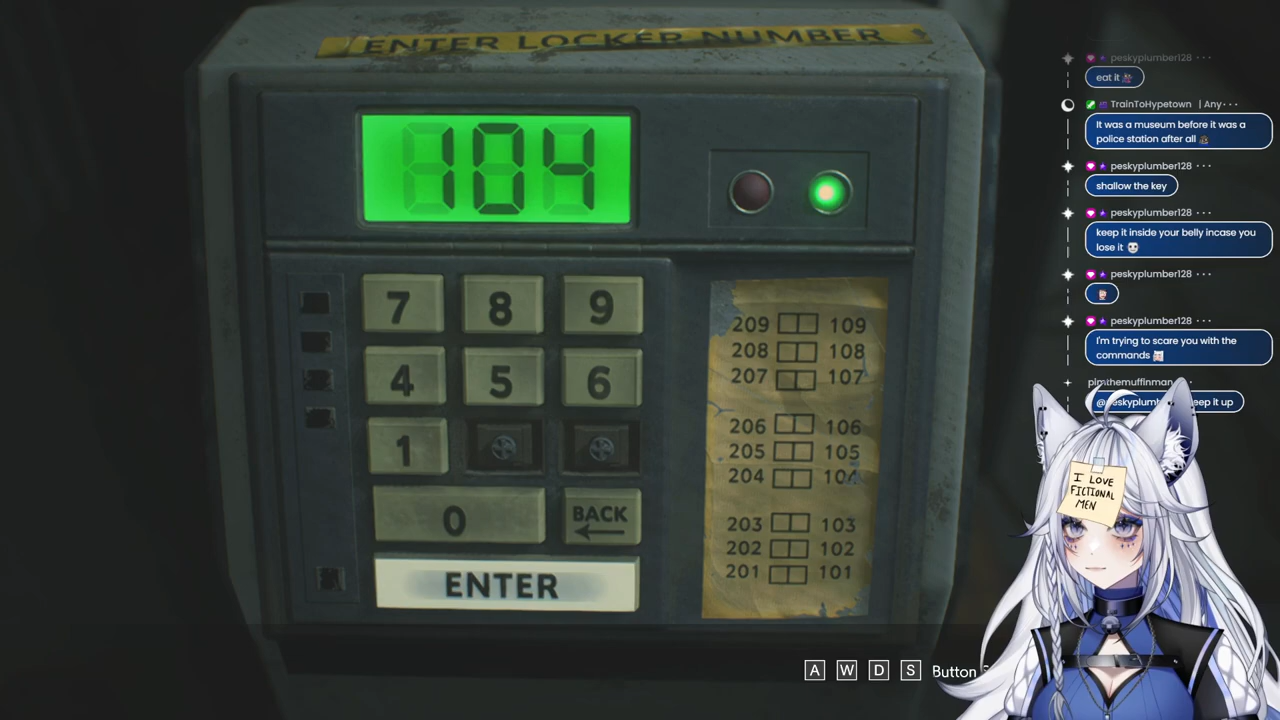 ENTER LOCKER NUMBER
104
7 8 9
4 5 6
1
0 BACK
ENTER
209 109
208 108
207 107
206 106
205 105
204 104
203 103
202 102
201 101
A W D S Button
peskyplumber128 ...
eat it
TrainToHypetown | Any...
It was a museum before it was a
police station after all
peskyplumber128 ...
shallow the key
peskyplumber128 ...
keep it inside your belly incase you
lose it
peskyplumber128 ...
peskyplumber128 ...
I'm trying to scare you with the
commands
eep it up
I LOVE
FICTIONAL
MEN